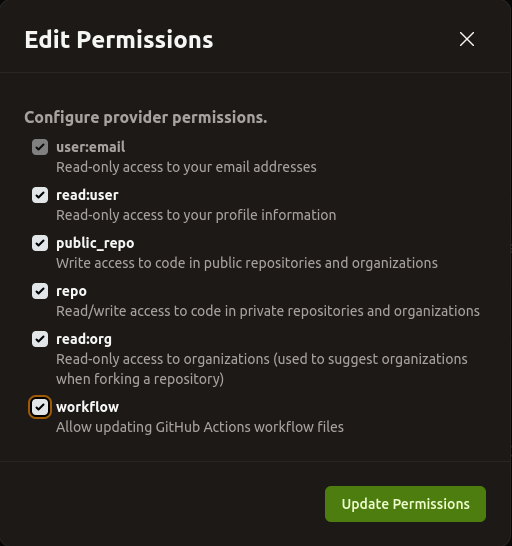 Edit Permissions
Configure provider permissions.
user:email
Read-only access to your email addresses
read:user
Read-only access to your profile information
public_repo
Write access to code in public repositories and organizations
repo
Read/write access to code in private repositories and organizations
read:org
Read-only access to organizations (used to suggest organizations
when forking a repository)
workflow
Allow updating GitHub Actions workflow files
Update Permissions